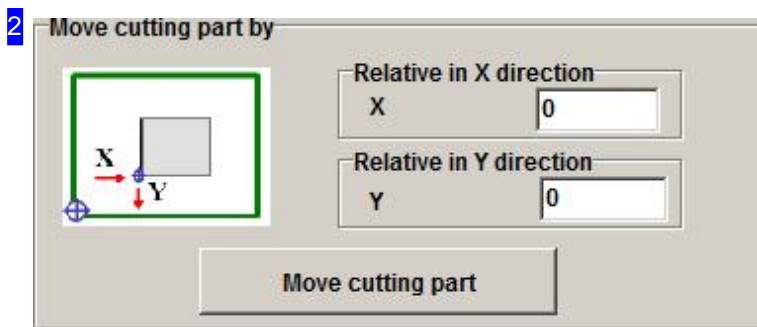 2
Move cutting part by
Relative in X direction
X 0
X
Relative in Y direction
Y
Y 0
Move cutting part